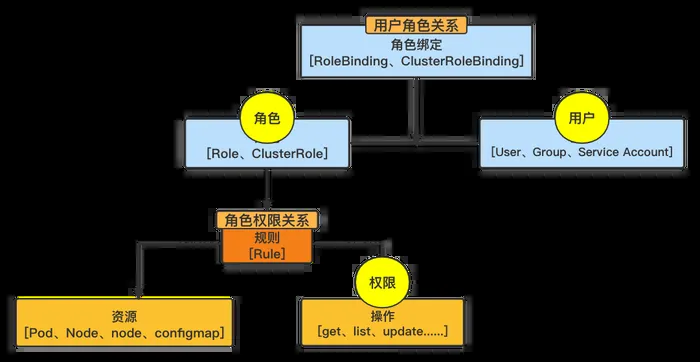 用户角色关系
角色绑定
[RoleBinding、ClusterRoleBinding]
角色
[Role、ClusterRole]
用户
[User、Group、Service Account]
角色权限关系
规则
[Rule]
权限
资源
[Pod、Node、node、configmap]
操作
[get、list、update......]